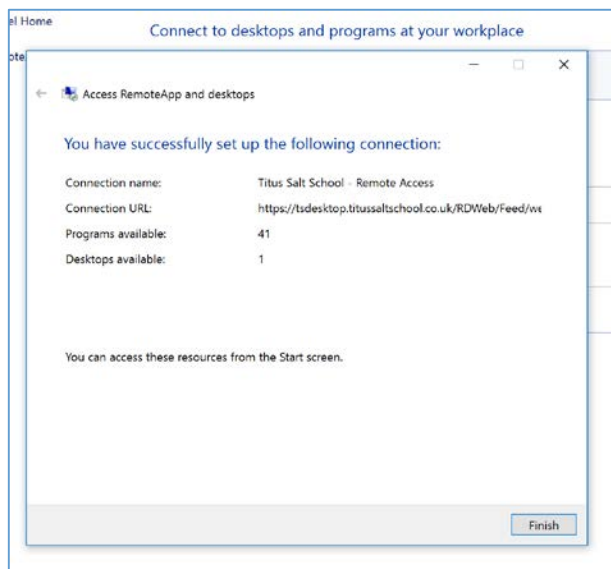 el Home
Connect to desktops and programs at your workplace
ote
Access RemoteApp and desktops
You have successfully set up the following connection:
Connection name: Titus Salt School - Remote Access
Connection URL: https://tsdesktop.titussaltschool.co.uk/RDWeb/Feed/we
Programs available: 41
Desktops available: 1
You can access these resources from the Start screen.
Finish